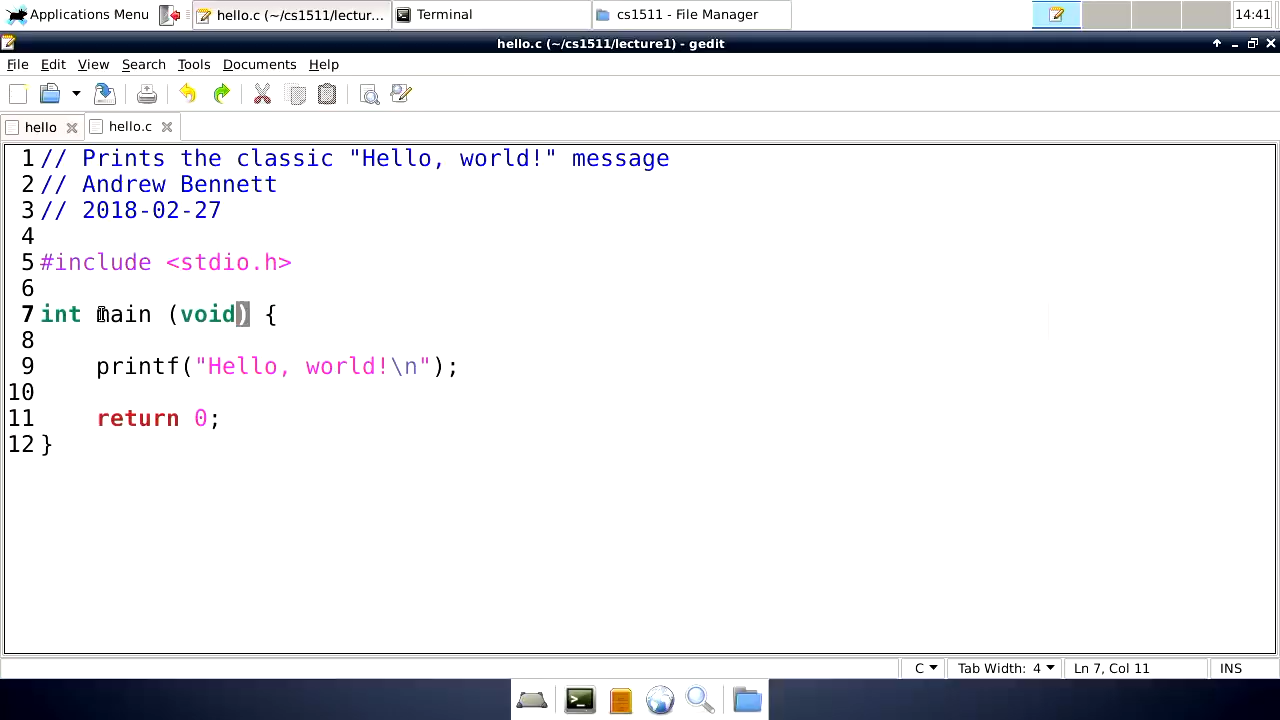 Applications Menu hello.c (~/cs1511/lectur... Terminal cs1511 - File Manager 14:41
hello.c (~/cs1511/lecture1) - gedit
File Edit View Search Tools Documents Help
hello hello.c
1 // Prints the classic "Hello, world!" message
2 // Andrew Bennett
3 // 2018-02-27
4
5 #include <stdio.h>
6
7 int main (void) {
8
9 printf("Hello, world!\n");
10
11 return 0;
12 }
C Tab Width: 4 Ln 7, Col 11 INS